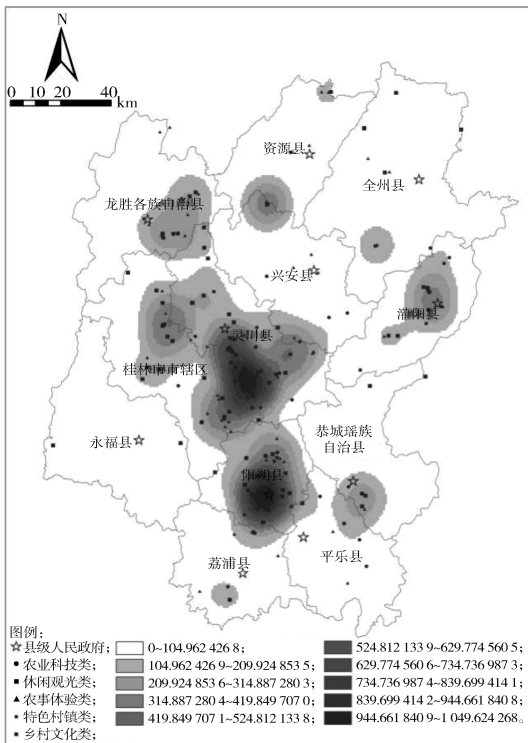 N
0 10 20 40
km
资源县
全州县
龙胜各族自治县
兴安县
灌阳县
灵川县
桂林市市辖区
永福县
恭城瑶族
自治县
阳朔县
平乐县
荔浦县
图例:
县级人民政府; 0~104.962 426 8; 524.812 133 9~629.774 560 5;
农业科技类; 104.962 426 9~209.924 853 5; 629.774 560 6~734.736 987 3;
休闲观光类; 209.924 853 6~314.887 280 3; 734.736 987 4~839.699 414 1;
农事体验类; 314.887 280 4~419.849 707 0; 839.699 414 2~944.661 840 8;
特色村镇类; 419.849 707 1~524.812 133 8; 944.661 840 9~1 049.624 268。
乡村文化类;